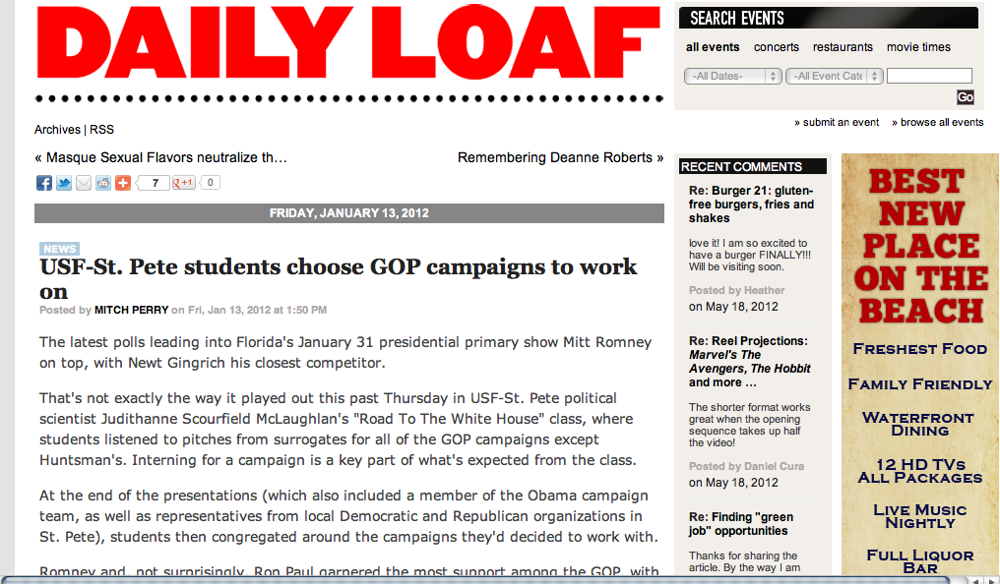 DAILY LOAF
Archives | RSS
« Masque Sexual Flavors neutralize th…
Remembering Deanne Roberts »
7
+1
0
FRIDAY, JANUARY 13, 2012
NEWS
USF-St. Pete students choose GOP campaigns to work
on
Posted by MITCH PERRY on Fri, Jan 13, 2012 at 1:50 PM
The latest polls leading into Florida's January 31 presidential primary show Mitt Romney
on top, with Newt Gingrich his closest competitor.
That's not exactly the way it played out this past Thursday in USF-St. Pete political
scientist Judithanne Scourfield McLaughlan's "Road To The White House" class, where
students listened to pitches from surrogates for all of the GOP campaigns except
Huntsman's. Interning for a campaign is a key part of what's expected from the class.
At the end of the presentations (which also included a member of the Obama campaign
team, as well as representatives from local Democratic and Republican organizations in
St. Pete), students then congregated around the campaigns they'd decided to work with.
Romney and, not surprisingly, Ron Paul garnered the most support among the GOP, with
SEARCH EVENTS
all events concerts restaurants movie times
-All Dates- -All Event Cate
Go
» submit an event » browse all events
RECENT COMMENTS
Re: Burger 21: gluten-
free burgers, fries and
shakes
love it! I am so excited to
have a burger FINALLY!!!
Will be visiting soon.
Posted by Heather
on May 18, 2012
Re: Reel Projections:
Marvel's The
Avengers, The Hobbit
and more …
The shorter format works
great when the opening
sequence takes up half
the video!
Posted by Daniel Cura
on May 18, 2012
Re: Finding "green
job" opportunities
Thanks for sharing the
article. By the way I am
BEST
NEW
PLACE
ON THE
BEACH
FRESHEST FOOD
FAMILY FRIENDLY
WATERFRONT
DINING
12 HD TVS
ALL PACKAGES
LIVE MUSIC
NIGHTLY
FULL LIQUOR
BAR